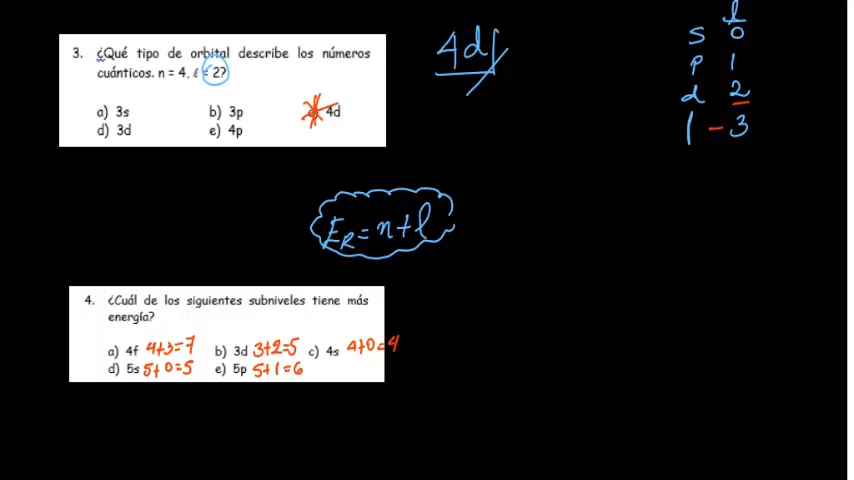 3. ¿Qué tipo de orbital describe los números
cuánticos. n = 4, ℓ = 2?
a) 3s b) 3p c) 4d
d) 3d e) 4p
4d
l
s 0
p 1
d 2
f - 3
E_R = n + l
4. ¿Cuál de los siguientes subniveles tiene más
energía?
a) 4f 4+3=7 b) 3d 3+2=5 c) 4s 4+0=4
d) 5s 5+0=5 e) 5p 5+1=6